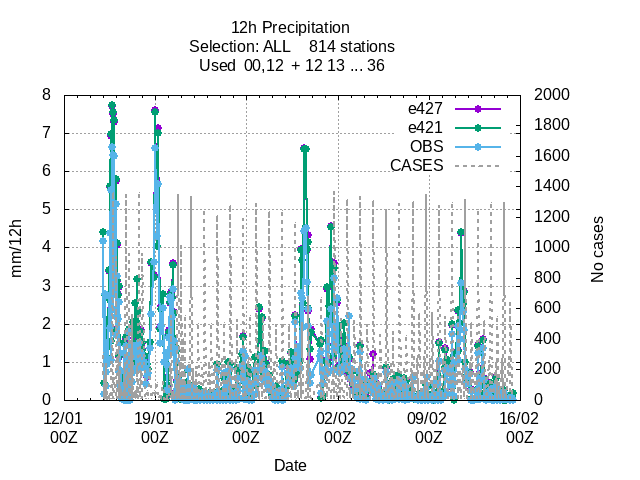 12h Precipitation
Selection: ALL 814 stations
Used 00,12 + 12 13 ... 36
8 2000
7 1800
1600
6 1400
5 1200
4 1000
3 800
600
2 400
1 200
0 0
e427
e421
OBS
CASES
mm/12h
No cases
12/01 19/01 26/01 02/02 09/02 16/02
00Z 00Z 00Z 00Z 00Z 00Z
Date